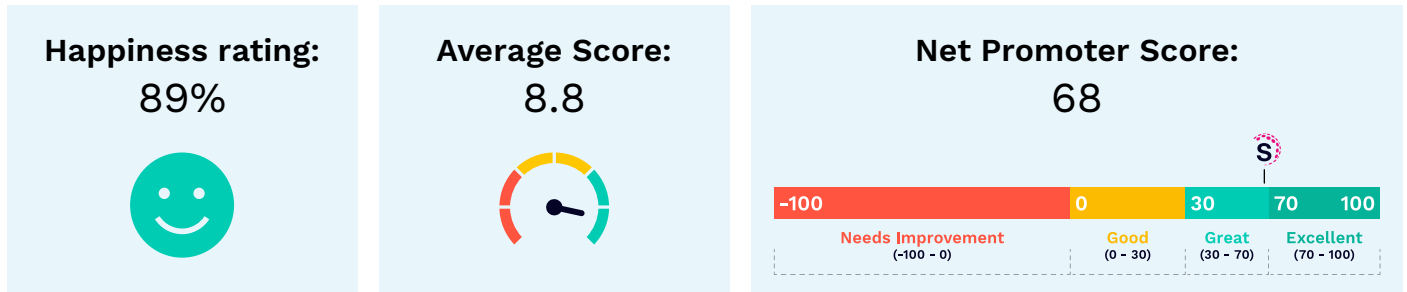 Happiness rating:
89%
Average Score:
8.8
Net Promoter Score:
68
S
-100 0 30 70 100
Needs Improvement Good Great Excellent
(-100 - 0) (0 - 30) (30 - 70) (70 - 100)